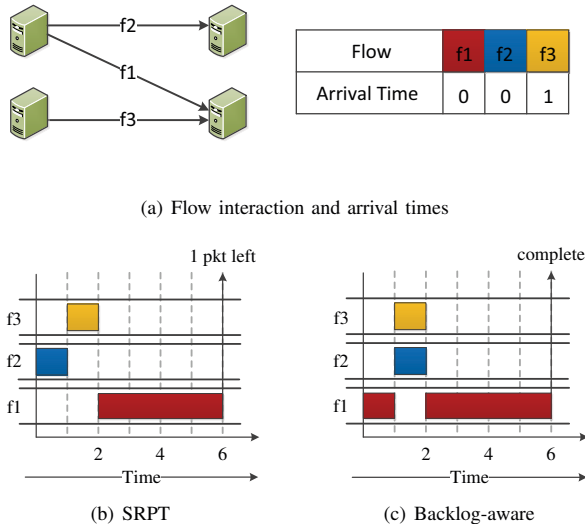 f2
f1
f3
Flow f1 f2 f3
Arrival Time 0 0 1
(a) Flow interaction and arrival times
1 pkt left
f3
f2
f1
2 4 6
Time
(b) SRPT
complete
f3
f2
f1
2 4 6
Time
(c) Backlog-aware